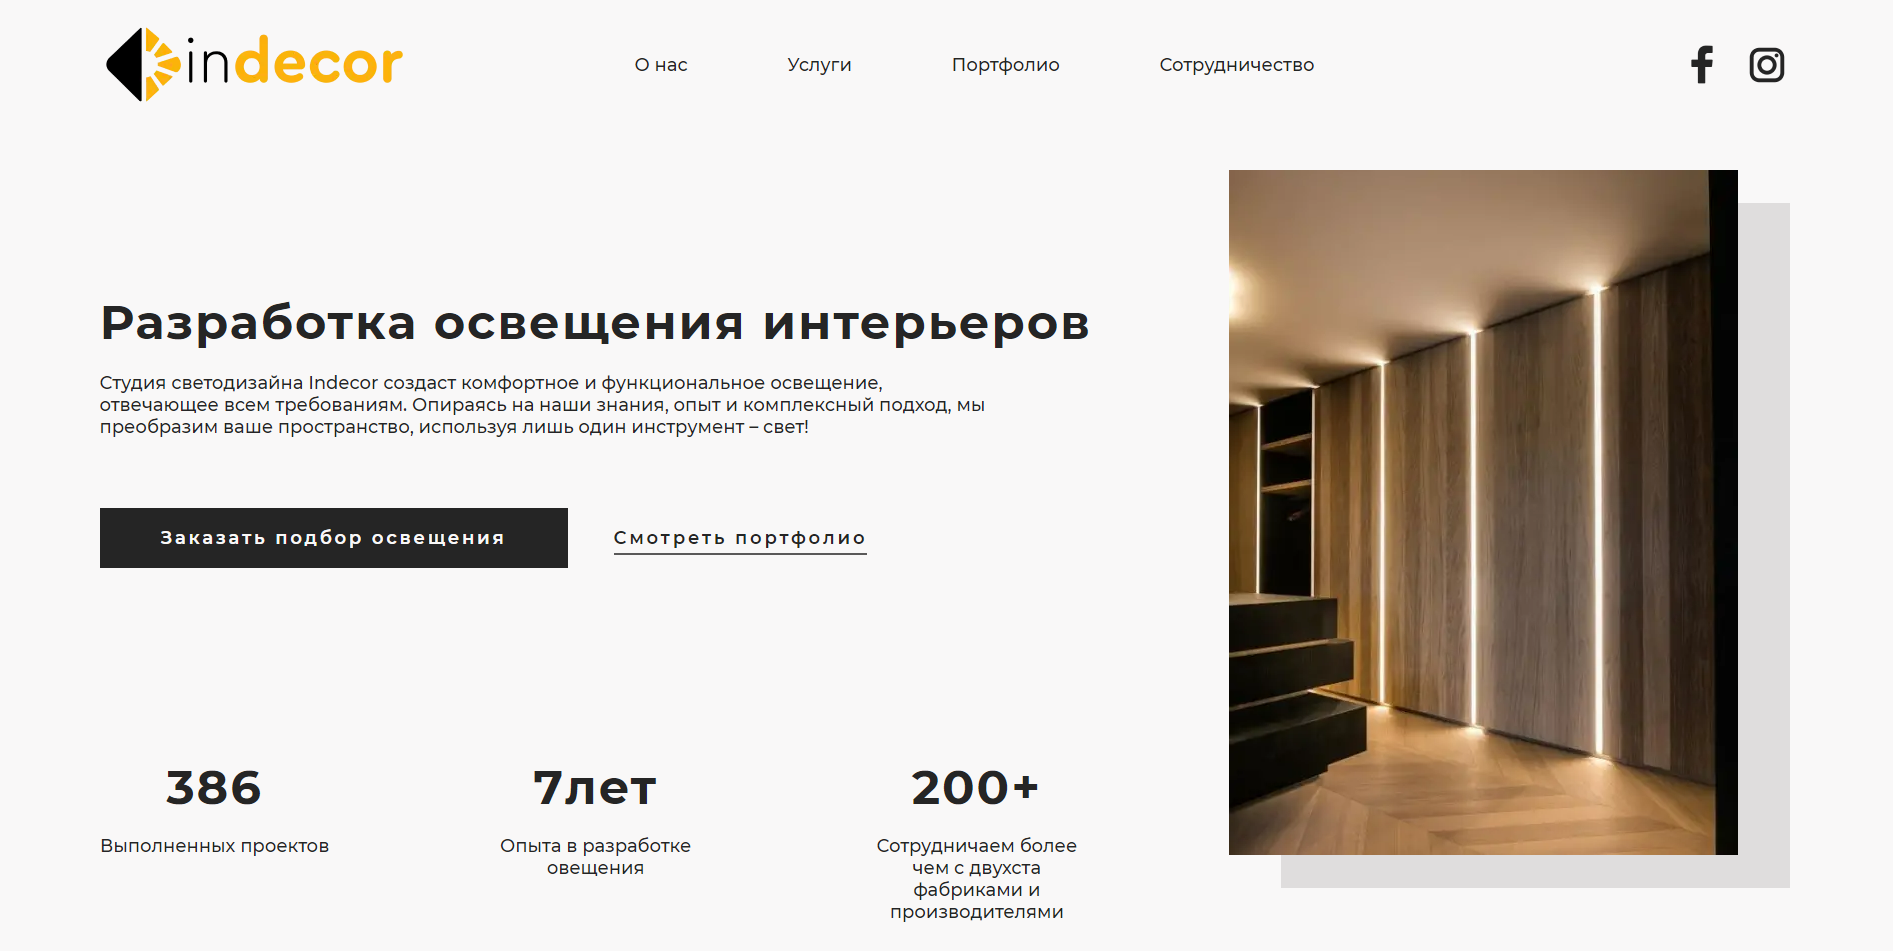 indecor
О нас
Услуги
Портфолио
Сотрудничество
Разработка освещения интерьеров
Студия светодизайна Indecor создаст комфортное и функциональное освещение,
отвечающее всем требованиям. Опираясь на наши знания, опыт и комплексный подход, мы
преобразим ваше пространство, используя лишь один инструмент – свет!
Заказать подбор освещения
Смотреть портфолио
386
Выполненных проектов
7лет
Опыта в разработке
овещения
200+
Сотрудничаем более
чем с двухста
фабриками и
производителями